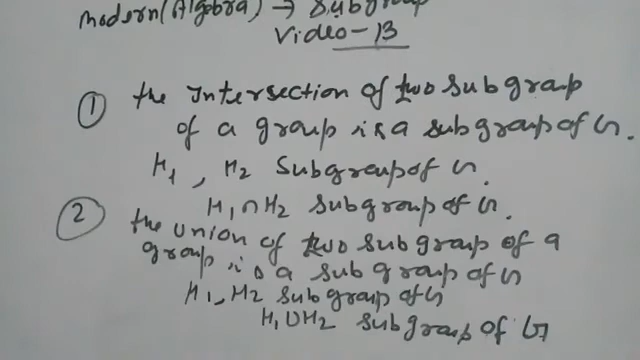 modern(Algebra) → Subgroup
Video-13
① the Intersection of two Subgroup
of a group is a subgroup of G.
H1, H2 Subgroup of G.
H1∩H2 Subgroup of G.
② the union of two subgroup of a
group is a sub group of G
H1, H2 subgroup of G
H1∪H2 subgroup of G